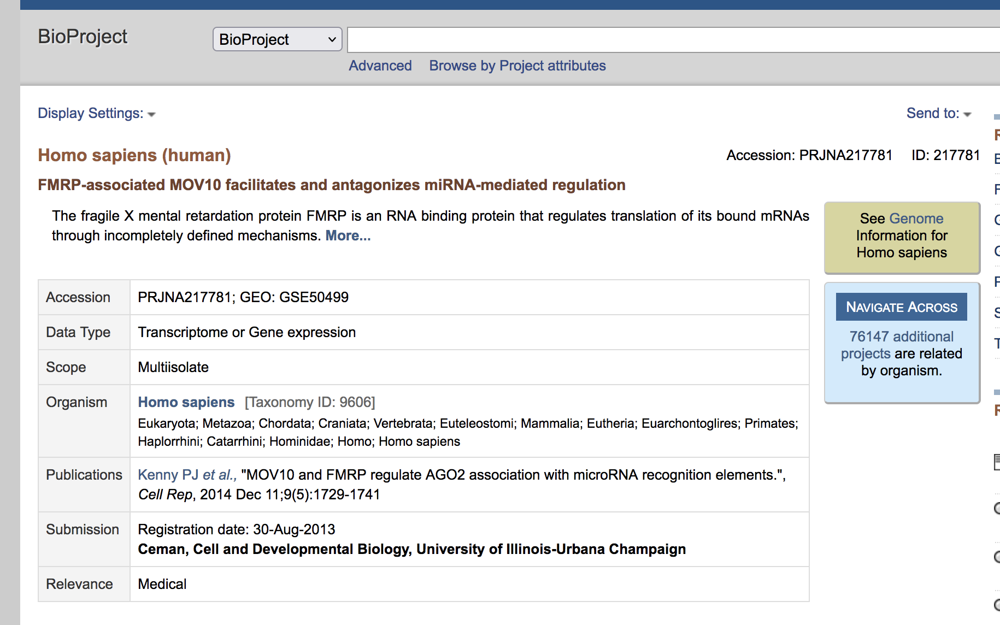 BioProject
BioProject
Advanced Browse by Project attributes
Display Settings:
Send to:
Homo sapiens (human)
Accession: PRJNA217781 ID: 217781
FMRP-associated MOV10 facilitates and antagonizes miRNA-mediated regulation
The fragile X mental retardation protein FMRP is an RNA binding protein that regulates translation of its bound mRNAs
through incompletely defined mechanisms. More...
See Genome
Information for
Homo sapiens
NAVIGATE ACROSS
76147 additional
projects are related
by organism.
Accession PRJNA217781; GEO: GSE50499
Data Type Transcriptome or Gene expression
Scope Multiisolate
Organism Homo sapiens [Taxonomy ID: 9606]
Eukaryota; Metazoa; Chordata; Craniata; Vertebrata; Euteleostomi; Mammalia; Eutheria; Euarchontoglires; Primates;
Haplorrhini; Catarrhini; Hominidae; Homo; Homo sapiens
Publications Kenny PJ et al., "MOV10 and FMRP regulate AGO2 association with microRNA recognition elements.",
Cell Rep, 2014 Dec 11;9(5):1729-1741
Submission Registration date: 30-Aug-2013
Ceman, Cell and Developmental Biology, University of Illinois-Urbana Champaign
Relevance Medical